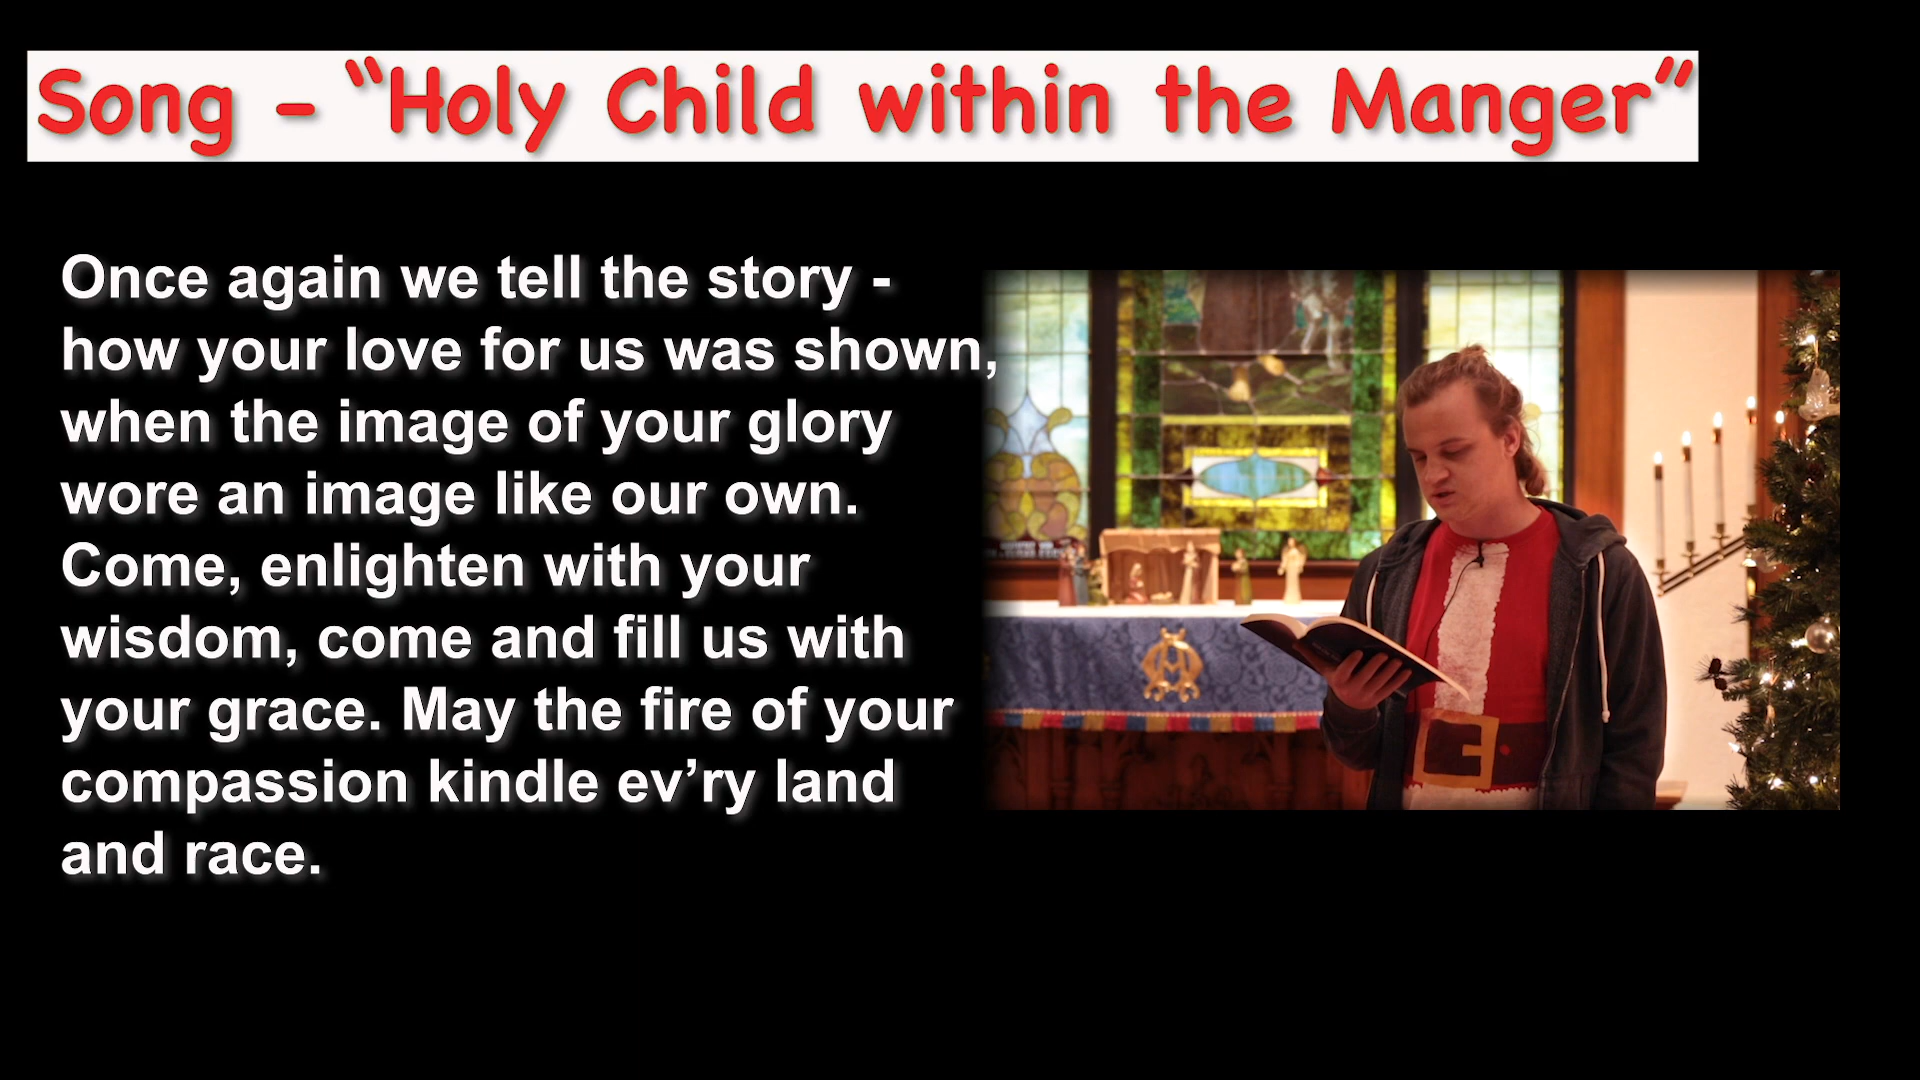 Song - “Holy Child within the Manger”
Once again we tell the story -
how your love for us was shown,
when the image of your glory
wore an image like our own.
Come, enlighten with your
wisdom, come and fill us with
your grace. May the fire of your
compassion kindle ev’ry land
and race.